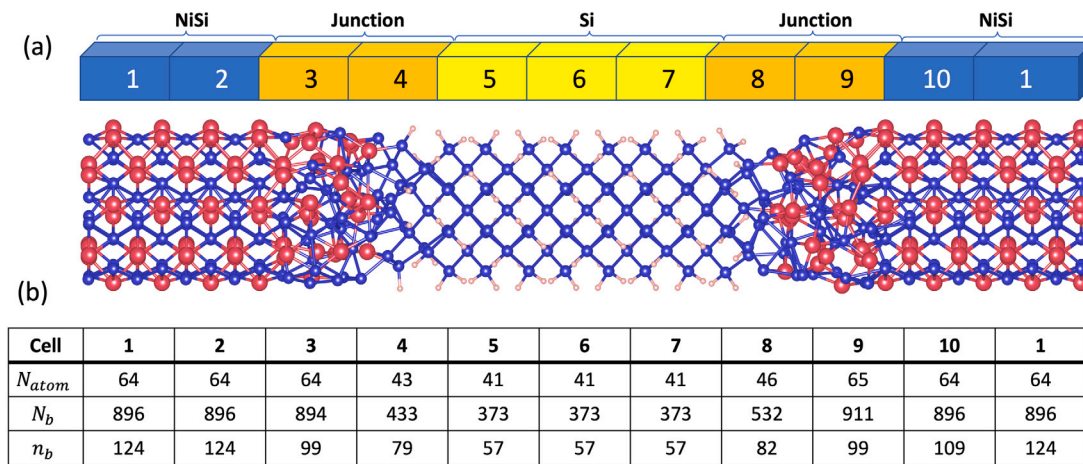 NiSi Junction Si Junction NiSi
(a)
1 2 3 4 5 6 7 8 9 10 1
(b)
Cell 1 2 3 4 5 6 7 8 9 10 1
N_atom 64 64 64 43 41 41 41 46 65 64 64
N_b 896 896 894 433 373 373 373 532 911 896 896
n_b 124 124 99 79 57 57 57 82 99 109 124